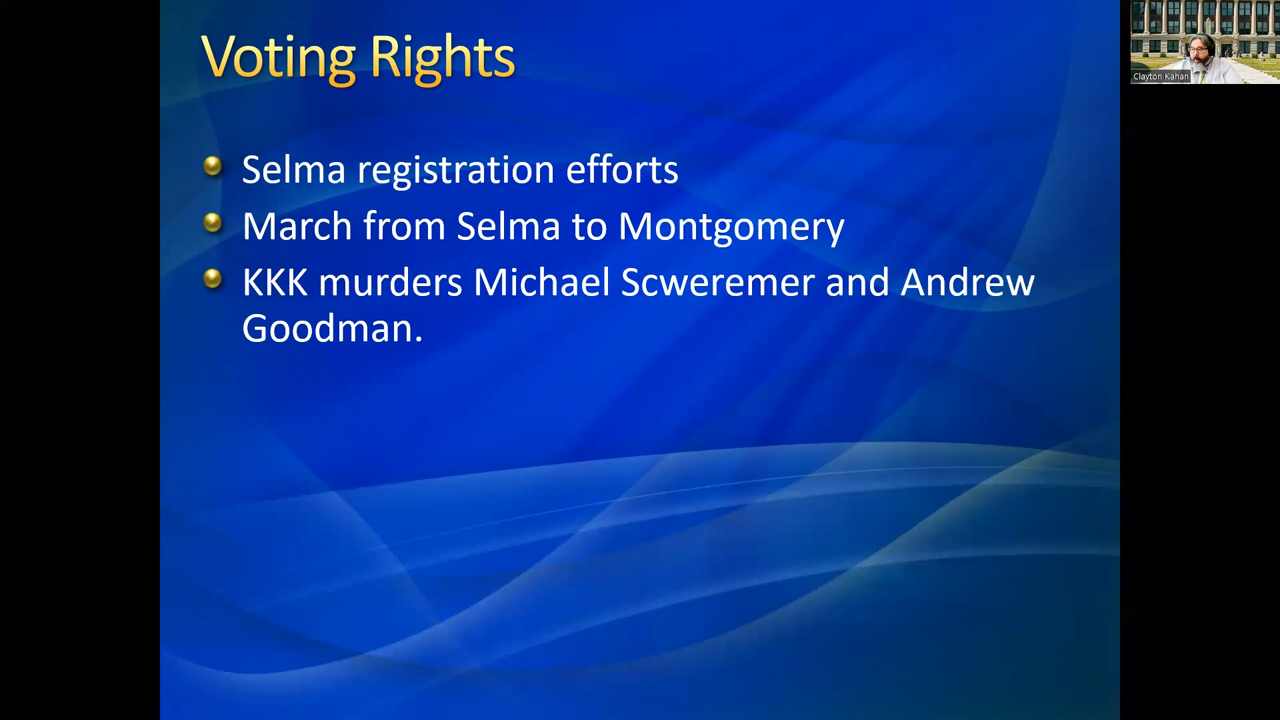 Voting Rights
Selma registration efforts
March from Selma to Montgomery
KKK murders Michael Scweremer and Andrew
Goodman.
Clayton Kahan